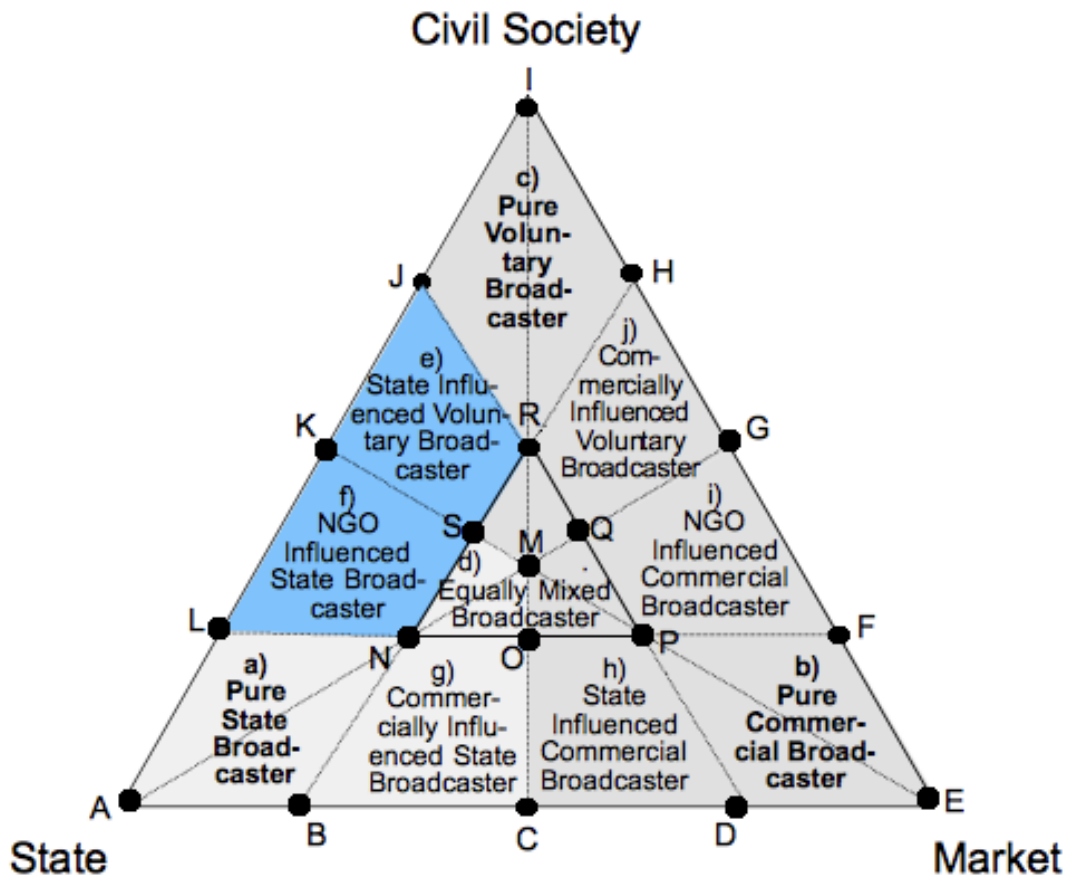 Civil Society
I
c)
Pure
Volun-
tary
Broad-
caster
J
H
e)
State Influ-
enced Volun-
tary Broad-
caster
j)
Com-
mercially
Influenced
Voluntary
Broadcaster
K
R
G
f)
NGO
Influenced
State Broad-
caster
S
M
Q
i)
NGO
Influenced
Commercial
Broadcaster
d)
Equally Mixed
Broadcaster
L
N
O
P
F
a)
Pure
State
Broad-
caster
g)
Commer-
cially Influ-
enced State
Broadcaster
h)
State
Influenced
Commercial
Broadcaster
b)
Pure
Commer-
cial Broad-
caster
A
B
C
D
E
State
Market